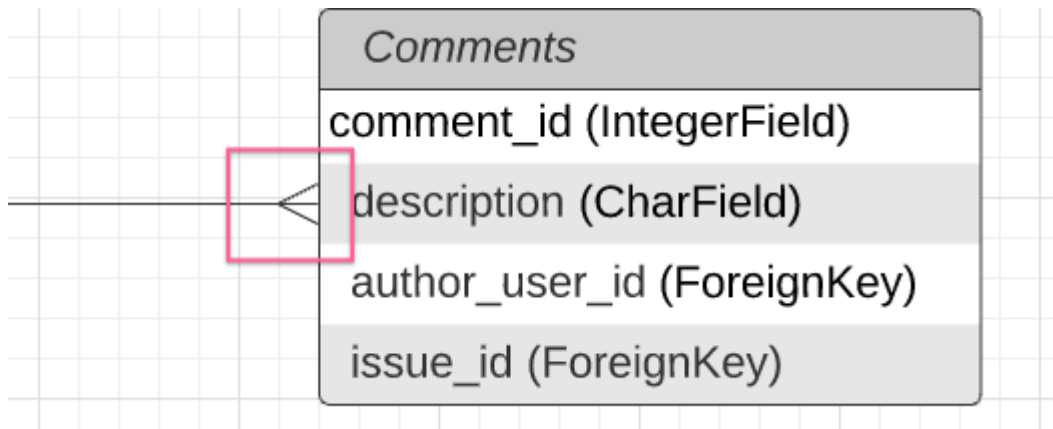 Comments
comment_id (IntegerField)
description (CharField)
author_user_id (ForeignKey)
issue_id (ForeignKey)